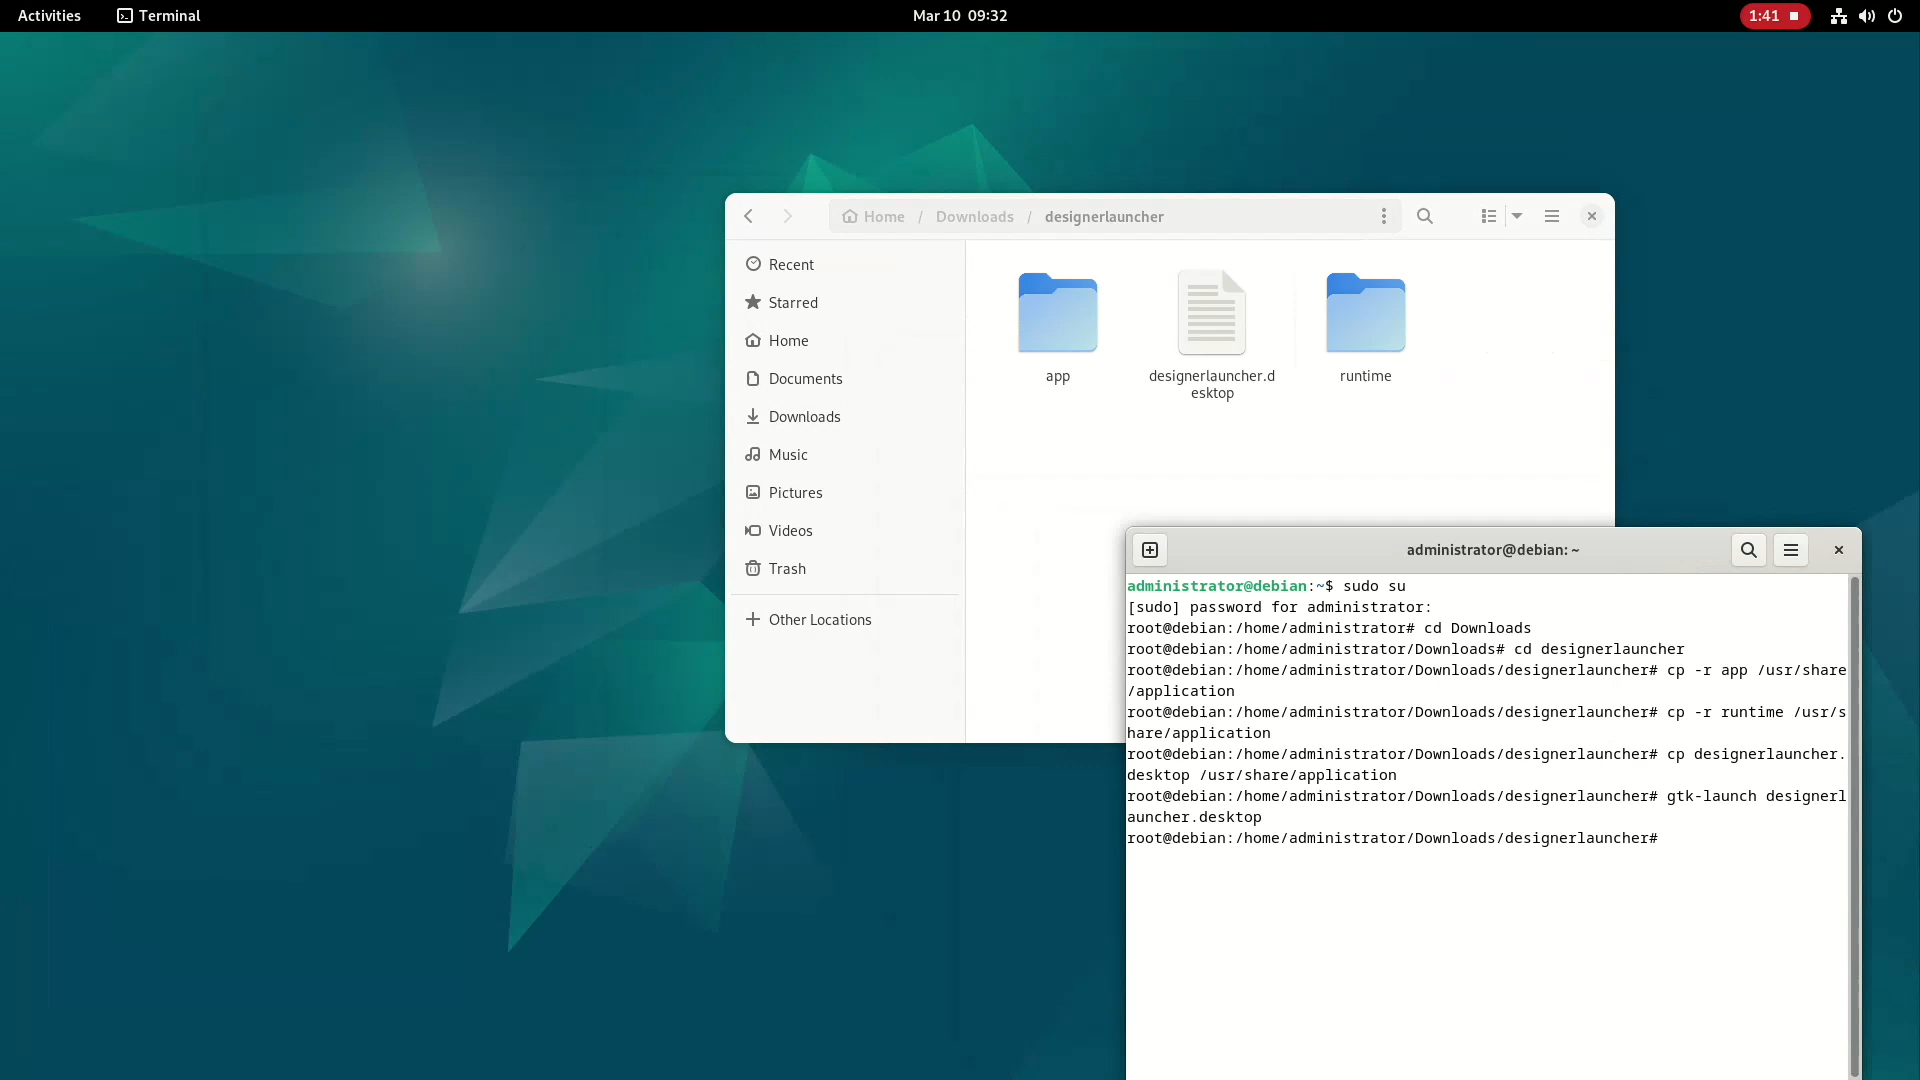 Activities
Terminal
Mar 10 09:32
1:41
Home / Downloads / designerlauncher
Recent
Starred
Home
Documents
Downloads
Music
Pictures
Videos
Trash
Other Locations
app
designerlauncher.d
esktop
runtime
administrator@debian: ~
administrator@debian:~$ sudo su
[sudo] password for administrator:
root@debian:/home/administrator# cd Downloads
root@debian:/home/administrator/Downloads# cd designerlauncher
root@debian:/home/administrator/Downloads/designerlauncher# cp -r app /usr/share
/application
root@debian:/home/administrator/Downloads/designerlauncher# cp -r runtime /usr/s
hare/application
root@debian:/home/administrator/Downloads/designerlauncher# cp designerlauncher.
desktop /usr/share/application
root@debian:/home/administrator/Downloads/designerlauncher# gtk-launch designerl
auncher.desktop
root@debian:/home/administrator/Downloads/designerlauncher#